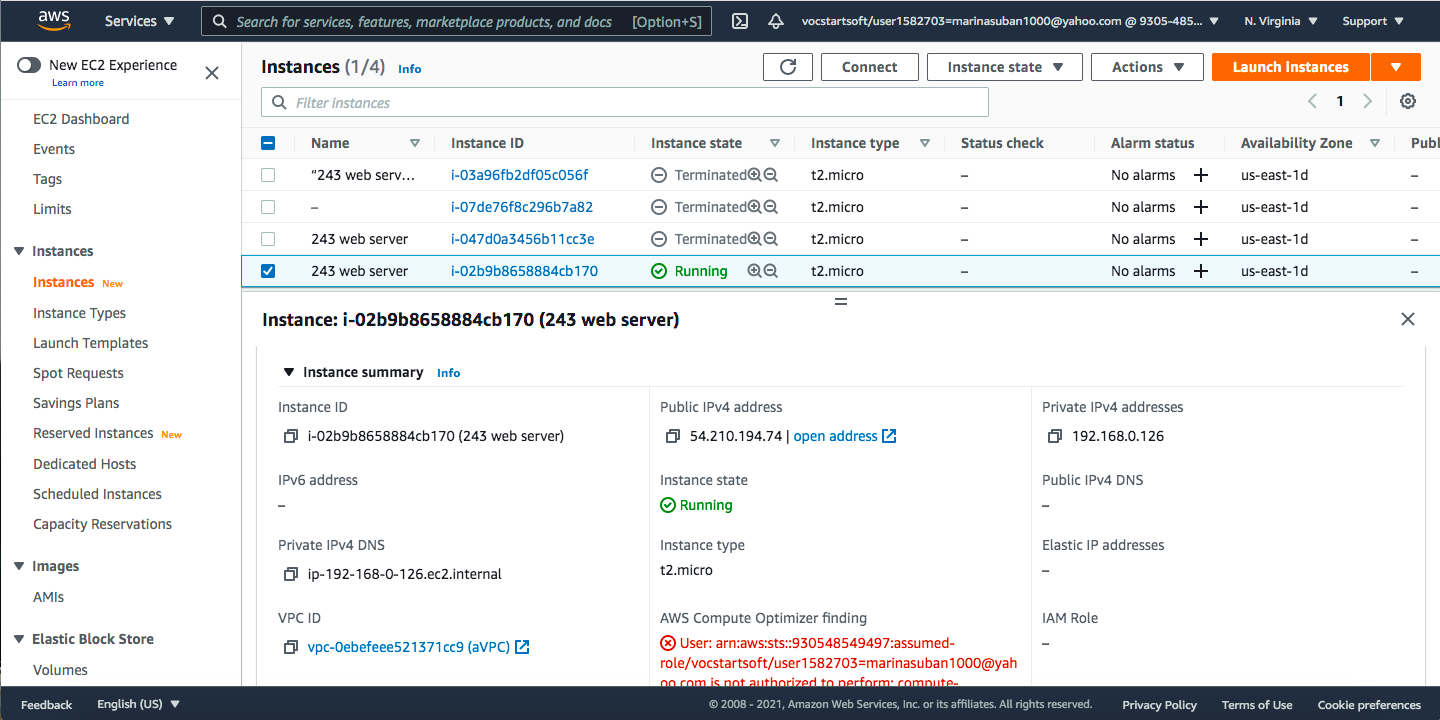 aws
Services
Search for services, features, marketplace products, and docs [Option+S]
vocstartsoft/user1582703=marinasuban1000@yahoo.com @ 9305-485...
N. Virginia
Support
New EC2 Experience
Learn more
EC2 Dashboard
Events
Tags
Limits
Instances
Instances New
Instance Types
Launch Templates
Spot Requests
Savings Plans
Reserved Instances New
Dedicated Hosts
Scheduled Instances
Capacity Reservations
Images
AMIs
Elastic Block Store
Volumes
Instances (1/4) Info
Connect
Instance state
Actions
Launch Instances
Filter instances
1
Name Instance ID Instance state Instance type Status check Alarm status Availability Zone Publ
“243 web serv... i-03a96fb2df05c056f Terminated t2.micro – No alarms + us-east-1d –
– i-07de76f8c296b7a82 Terminated t2.micro – No alarms + us-east-1d –
243 web server i-047d0a3456b11cc3e Terminated t2.micro – No alarms + us-east-1d –
243 web server i-02b9b8658884cb170 Running t2.micro – No alarms + us-east-1d –
Instance: i-02b9b8658884cb170 (243 web server)
Instance summary Info
Instance ID
i-02b9b8658884cb170 (243 web server)
Public IPv4 address
54.210.194.74 | open address
Private IPv4 addresses
192.168.0.126
IPv6 address
–
Instance state
Running
Public IPv4 DNS
–
Private IPv4 DNS
ip-192-168-0-126.ec2.internal
Instance type
t2.micro
Elastic IP addresses
–
VPC ID
vpc-0ebefeee521371cc9 (aVPC)
AWS Compute Optimizer finding
User: arn:aws:sts::930548549497:assumed-
role/vocstartsoft/user1582703=marinasuban1000@yah
oo.com is not authorized to perform: compute-
IAM Role
–
Feedback
English (US)
© 2008 - 2021, Amazon Web Services, Inc. or its affiliates. All rights reserved.
Privacy Policy
Terms of Use
Cookie preferences